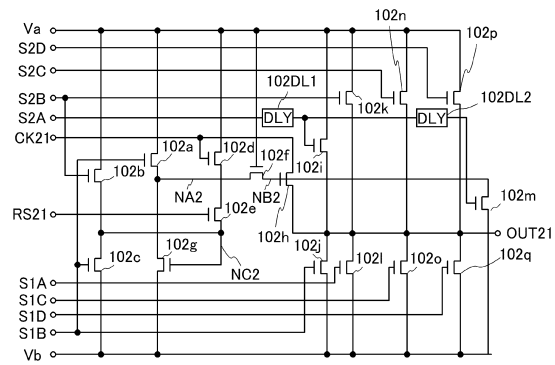 102n
102p
Va
S2D
S2C
102DL1
102k
102DL2
S2B
S2A
DLY
DLY
CK21
102a
102d
102f
102i
102b
NA2
NB2
102m
RS21
102e
102h
OUT21
102c
102g
NC2
102j
102l
102o
102q
S1A
S1C
S1D
S1B
Vb